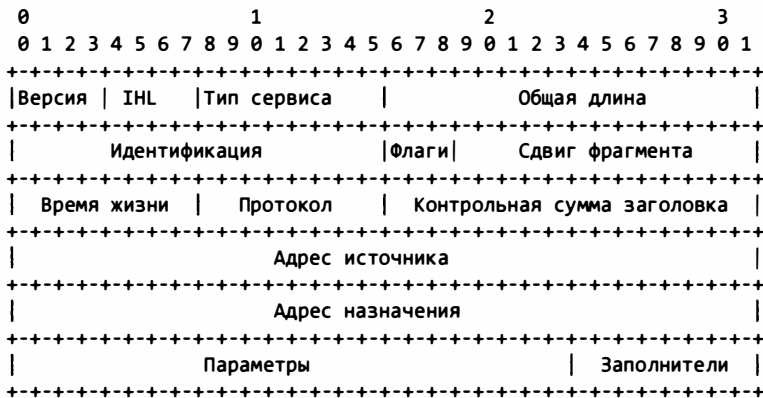 0                   1                   2                   3
0 1 2 3 4 5 6 7 8 9 0 1 2 3 4 5 6 7 8 9 0 1 2 3 4 5 6 7 8 9 0 1
+-+-+-+-+-+-+-+-+-+-+-+-+-+-+-+-+-+-+-+-+-+-+-+-+-+-+-+-+-+-+-+-+
|Версия | IHL   |Тип сервиса    |          Общая длина          |
+-+-+-+-+-+-+-+-+-+-+-+-+-+-+-+-+-+-+-+-+-+-+-+-+-+-+-+-+-+-+-+-+
|       Идентификация           |Флаги|    Сдвиг фрагмента      |
+-+-+-+-+-+-+-+-+-+-+-+-+-+-+-+-+-+-+-+-+-+-+-+-+-+-+-+-+-+-+-+-+
|  Время жизни  |   Протокол    |  Контрольная сумма заголовка  |
+-+-+-+-+-+-+-+-+-+-+-+-+-+-+-+-+-+-+-+-+-+-+-+-+-+-+-+-+-+-+-+-+
|                     Адрес источника                           |
+-+-+-+-+-+-+-+-+-+-+-+-+-+-+-+-+-+-+-+-+-+-+-+-+-+-+-+-+-+-+-+-+
|                     Адрес назначения                          |
+-+-+-+-+-+-+-+-+-+-+-+-+-+-+-+-+-+-+-+-+-+-+-+-+-+-+-+-+-+-+-+-+
|               Параметры                       |  Заполнители  |
+-+-+-+-+-+-+-+-+-+-+-+-+-+-+-+-+-+-+-+-+-+-+-+-+-+-+-+-+-+-+-+-+